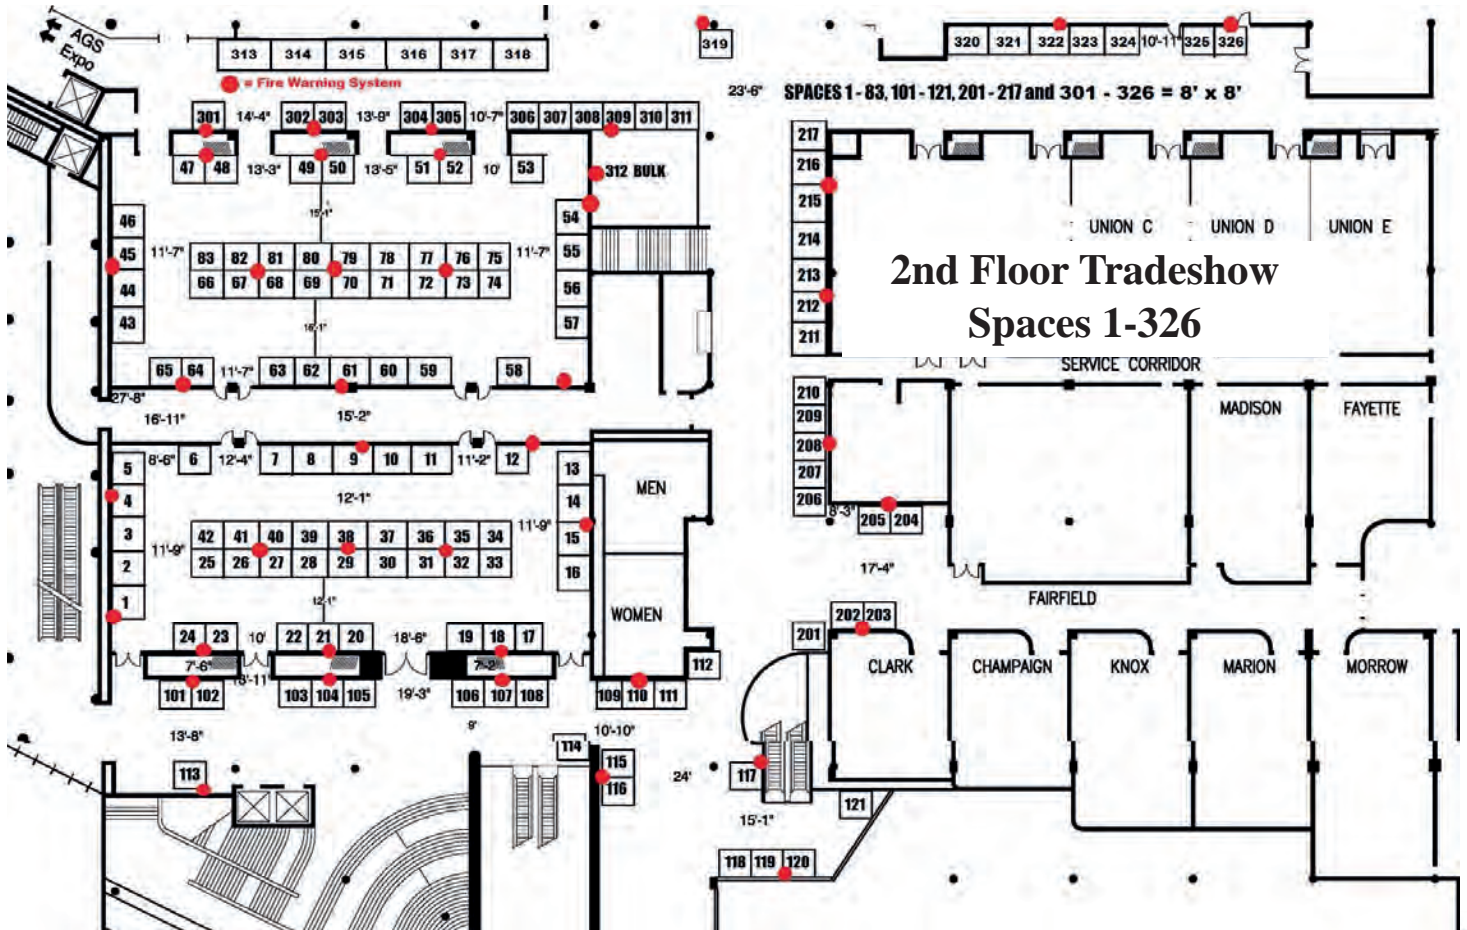 AGS
Expo
313 314 315 316 317 318
319
320 321 322 323 324 10'-11" 325 326
= Fire Warning System
23'-6" SPACES 1 - 83, 101 - 121, 201 - 217 and 301 - 326 = 8' x 8'
301 14'-4" 302 303 13'-9" 304 305 10'-7" 306 307 308 309 310 311
217
47 48 13'-3" 49 50 13'-5" 51 52 10' 53 312 BULK
216
215
15'-1"
46 54
214 UNION C UNION D UNION E
45 11'-7" 83 82 81 80 79 78 77 76 75 11'-7" 55
44 66 67 68 69 70 71 72 73 74 56
213
2nd Floor Tradeshow
212
43 57
16'-1"
Spaces 1-326
211
SERVICE CORRIDOR
65 64 11'-7" 63 62 61 60 59 58
27'-8"
210
16'-11" 15'-2"
209 MADISON FAYETTE
208
5 8'-6" 6 12'-4" 7 8 9 10 11 11'-2" 12 13
207
4 12'-1" 14 MEN
206
8'-3" 205 204
3 42 41 40 39 38 37 36 35 34 11'-9" 15
11'-9"
2 25 26 27 28 29 30 31 32 33 16
17'-4"
1 12'-1" WOMEN
FAIRFIELD
202 203
24 23 10' 22 21 20 18'-6" 19 18 17
201
7'-6" 7'-2" 112
CLARK CHAMPAIGN KNOX MARION MORROW
13'-11"
101 102 103 104 105 19'-3" 106 107 108 109 110 111
13'-8" 9' 10'-10"
114
115
113 24' 117
116
121
15'-1"
118 119 120